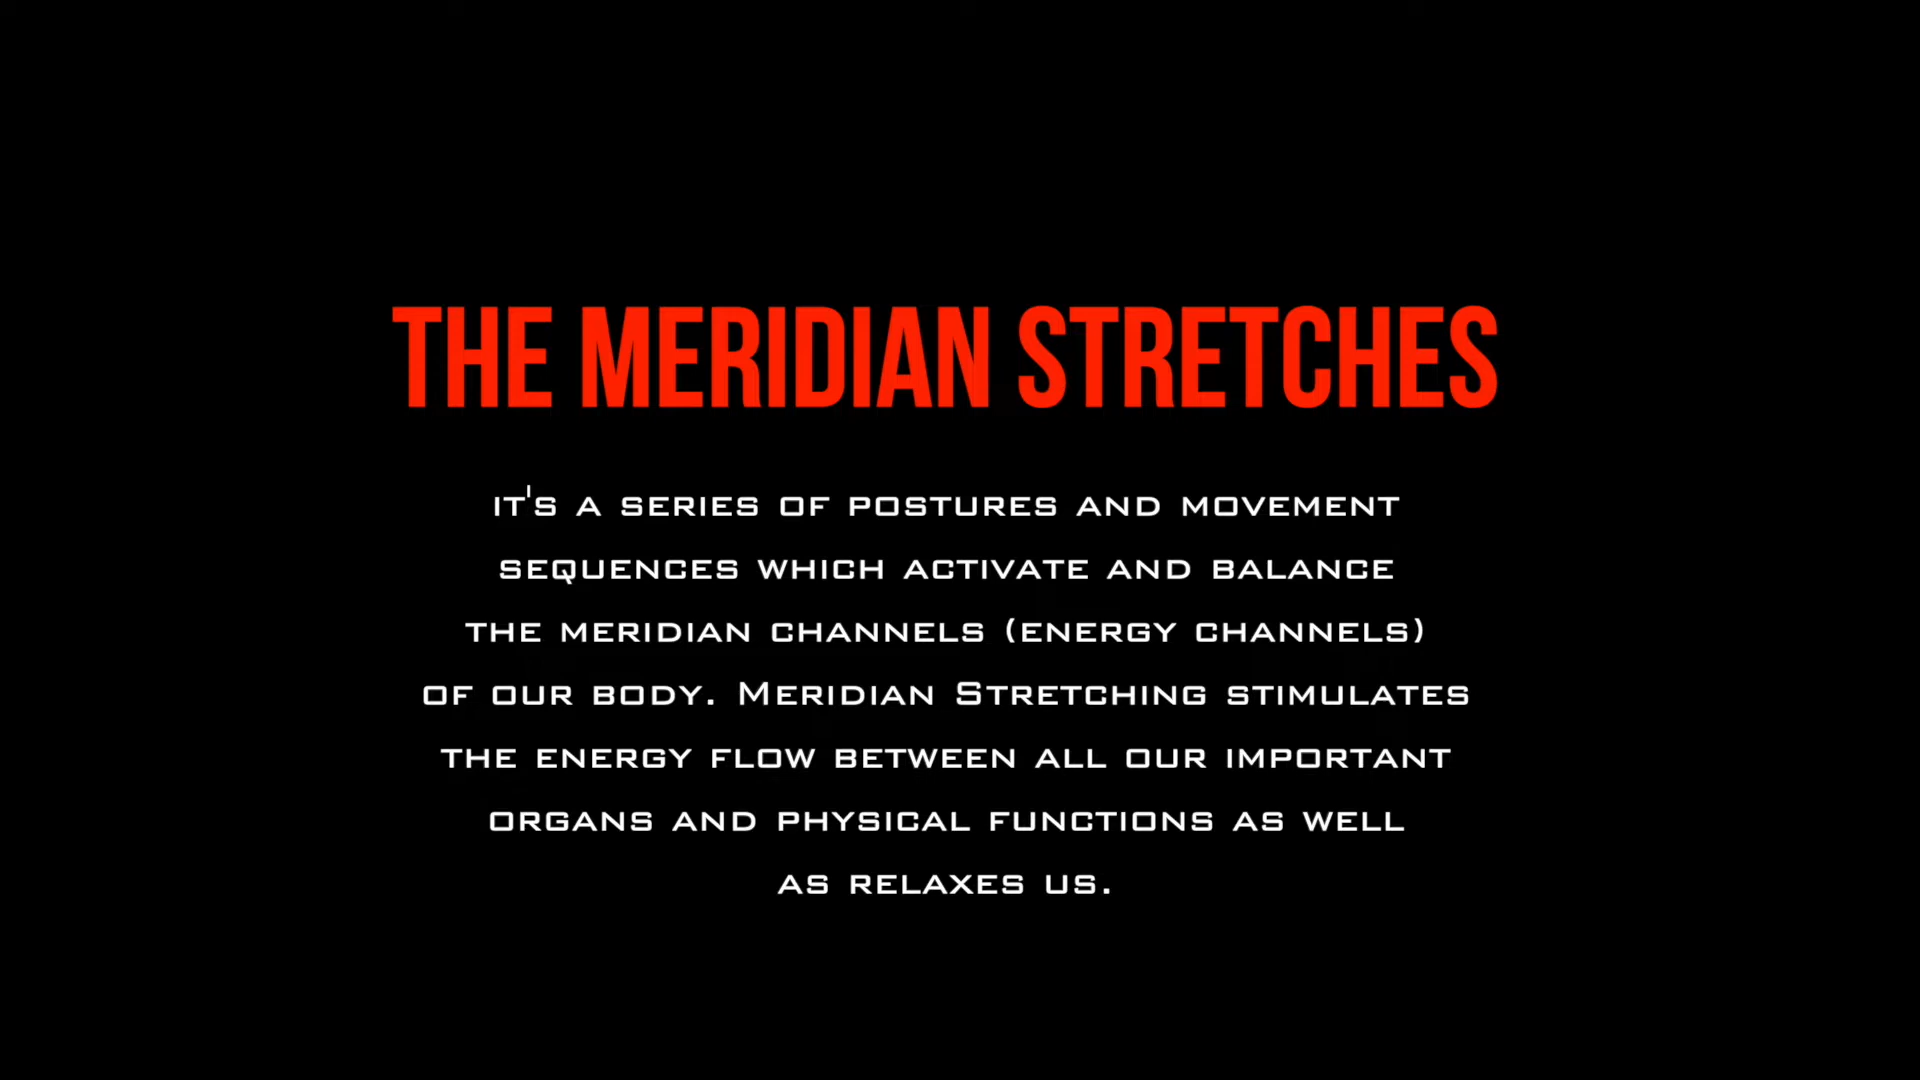 THE MERIDIAN STRETCHES
IT'S A SERIES OF POSTURES AND MOVEMENT
SEQUENCES WHICH ACTIVATE AND BALANCE
THE MERIDIAN CHANNELS (ENERGY CHANNELS)
OF OUR BODY. MERIDIAN STRETCHING STIMULATES
THE ENERGY FLOW BETWEEN ALL OUR IMPORTANT
ORGANS AND PHYSICAL FUNCTIONS AS WELL
AS RELAXES US.